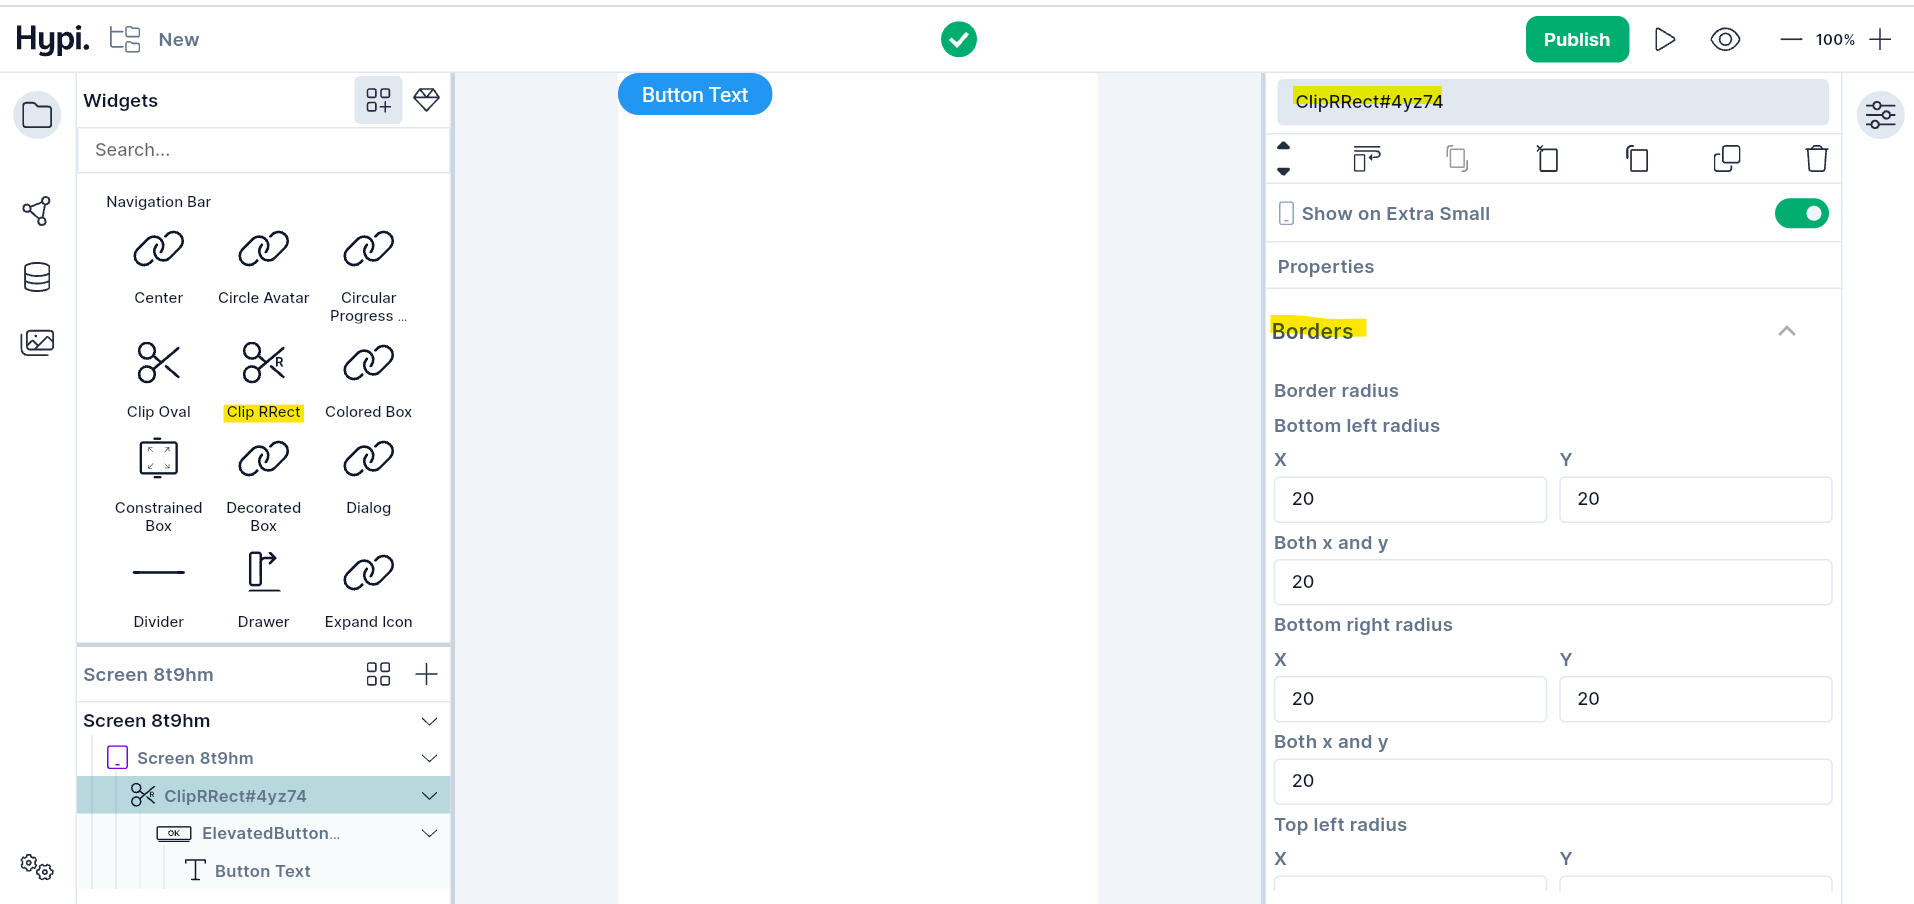 Hypi.
New
Publish
100%
Widgets
Search...
Navigation Bar
Center
Circle Avatar
Circular
Progress ...
Clip Oval
R
Clip RRect
Colored Box
Constrained
Box
Decorated
Box
Dialog
Divider
Drawer
Expand Icon
Screen 8t9hm
Screen 8t9hm
Screen 8t9hm
R
ClipRRect#4yz74
OK
ElevatedButton...
T
Button Text
Button Text
ClipRRect#4yz74
Show on Extra Small
Properties
Borders
Border radius
Bottom left radius
X
Y
20
20
Both x and y
20
Bottom right radius
X
Y
20
20
Both x and y
20
Top left radius
X
Y